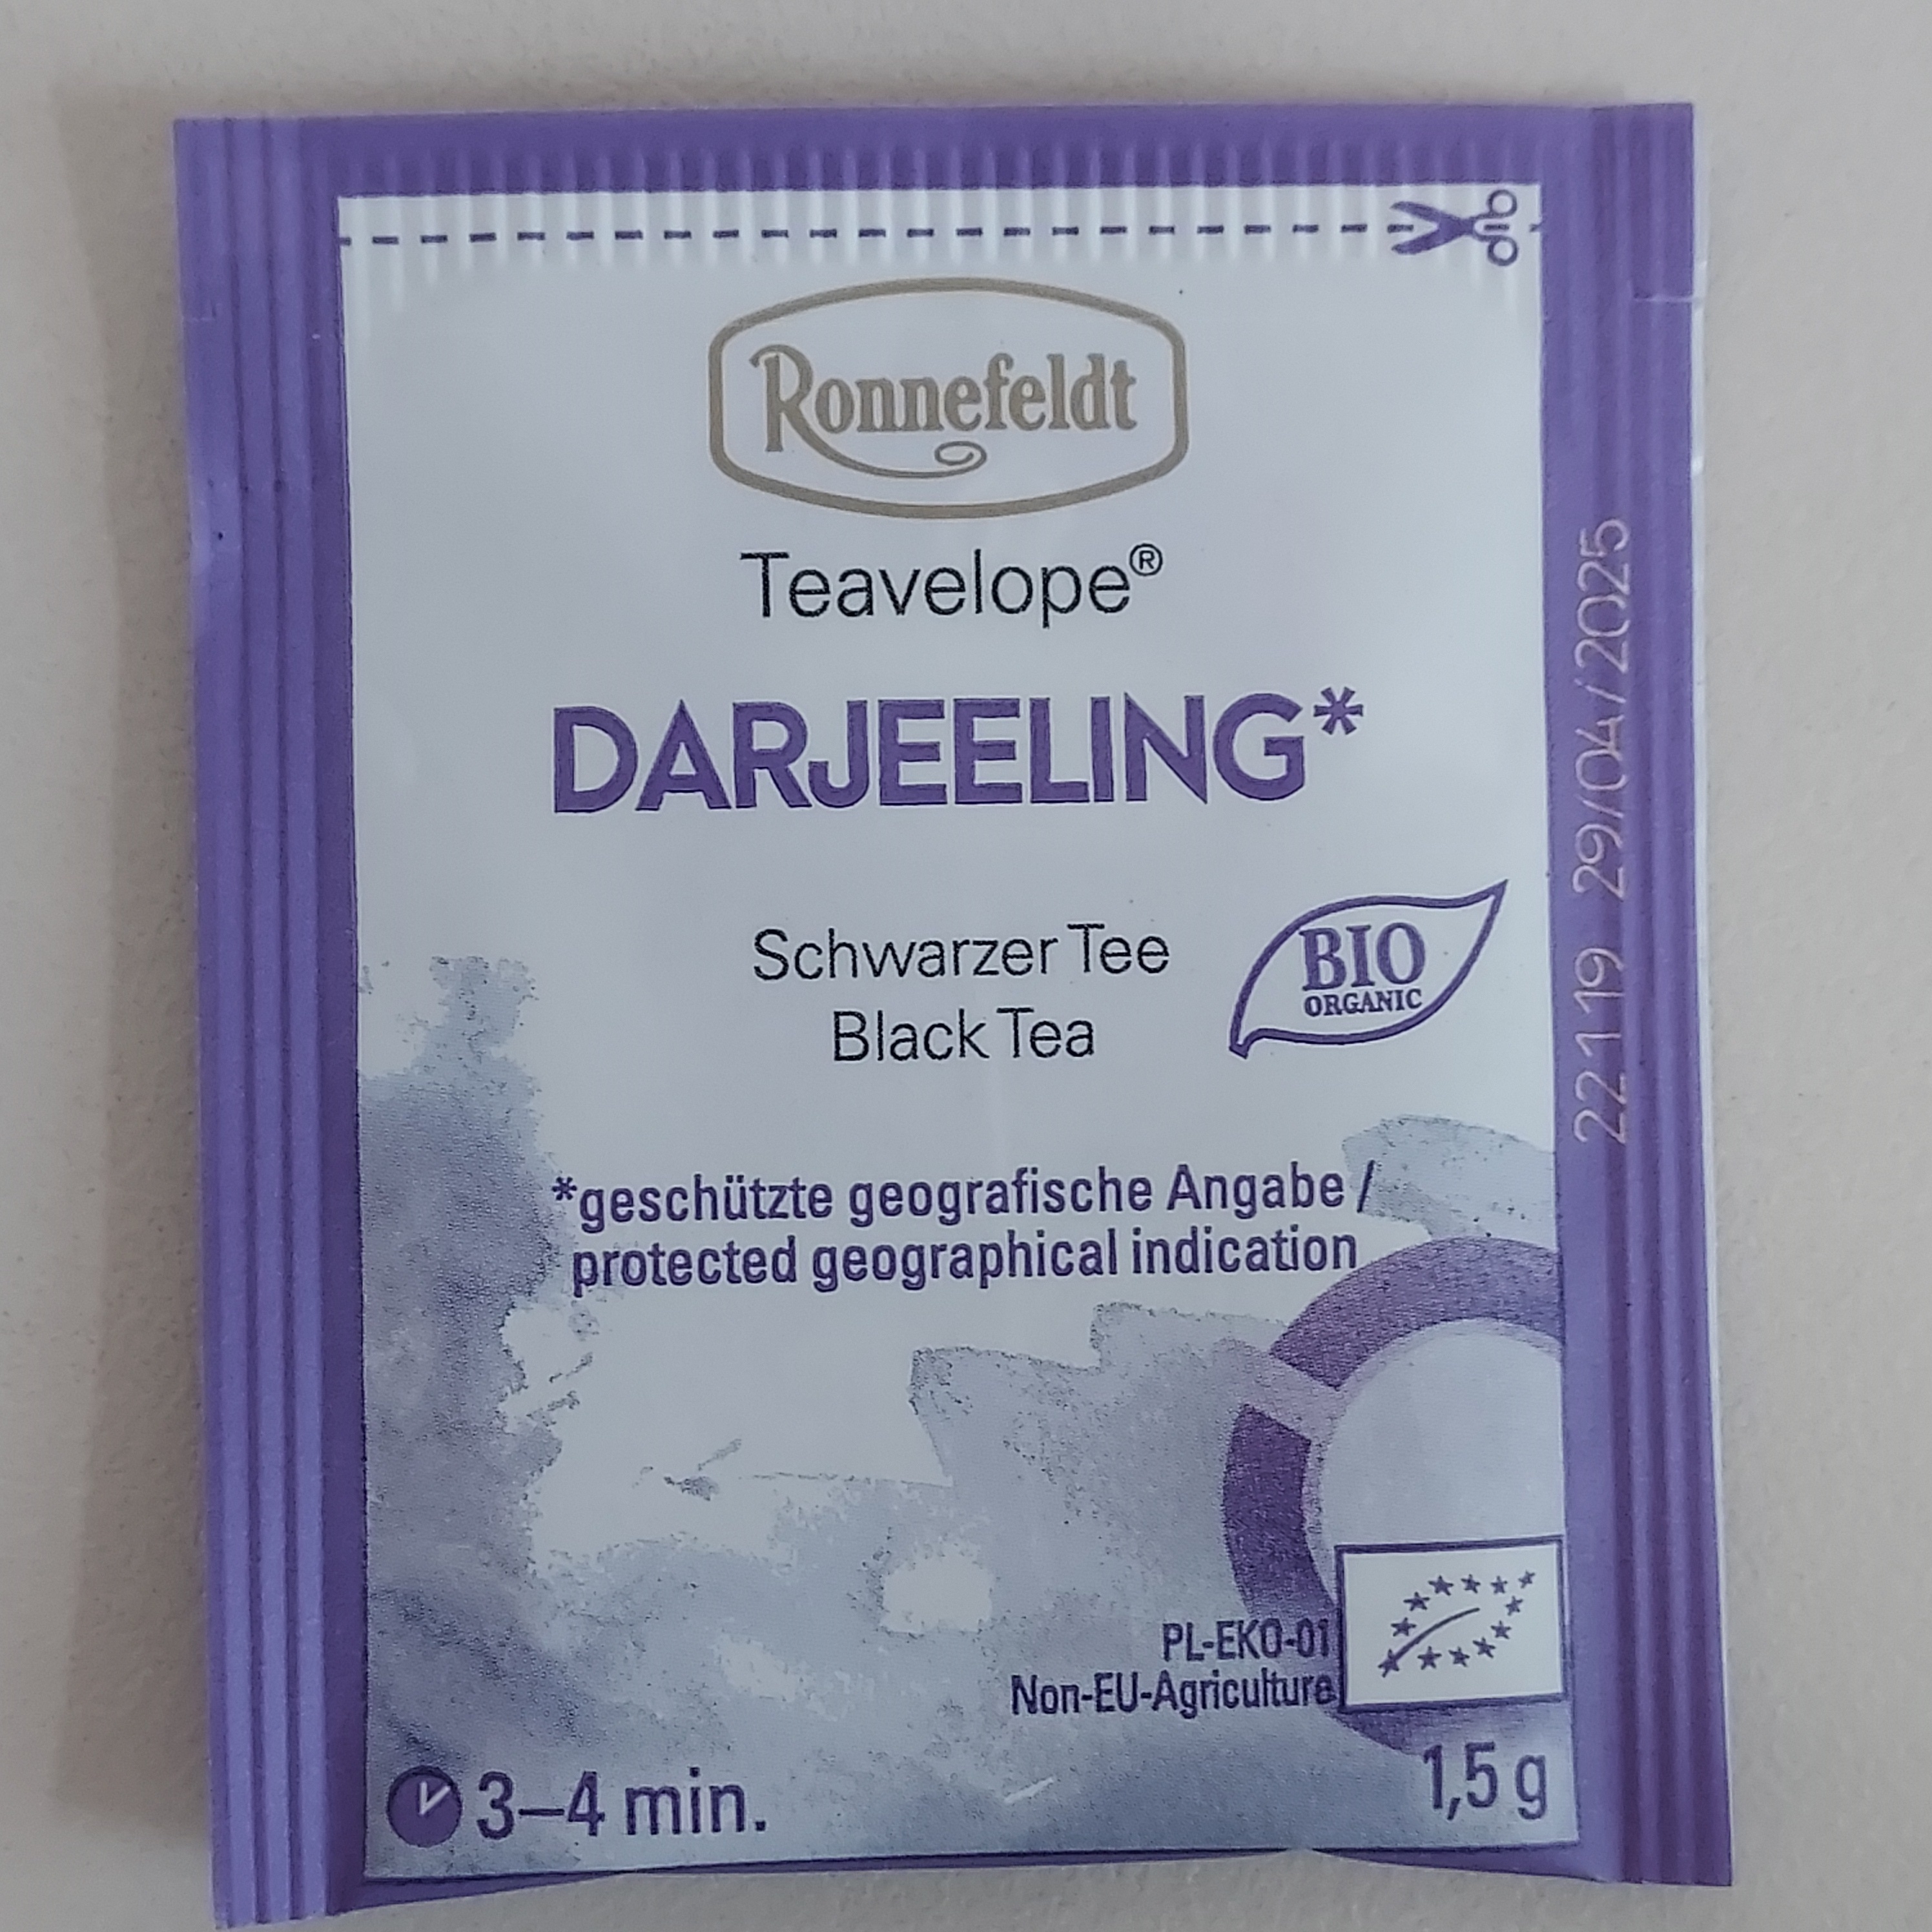 Ronnefeldt
Teavelope®
DARJEELING*
Schwarzer Tee
Black Tea
BIO
ORGANIC
*geschützte geografische Angabe /
protected geographical indication
PL-EKO-01
Non-EU-Agriculture
3–4 min.
1,5 g
22119 29/04/2025